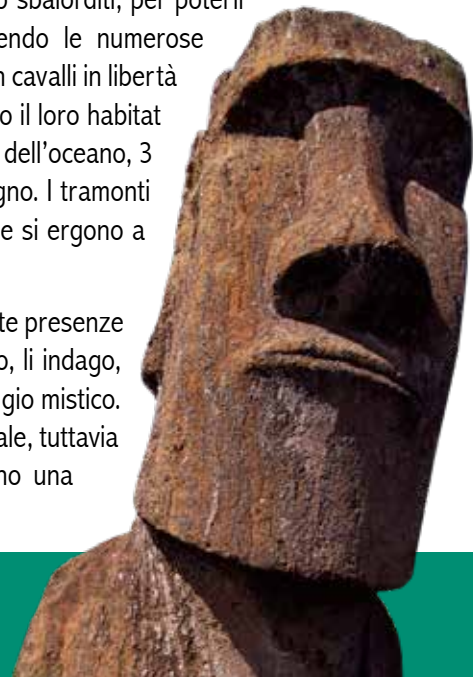 sbalorditi, per poterli
endo le numerose
cavalli in libertà
o il loro habitat
dell'oceano, 3
gno. I tramonti
e si ergono a
te presenze
o, li indago,
gio mistico.
ale, tuttavia
no una